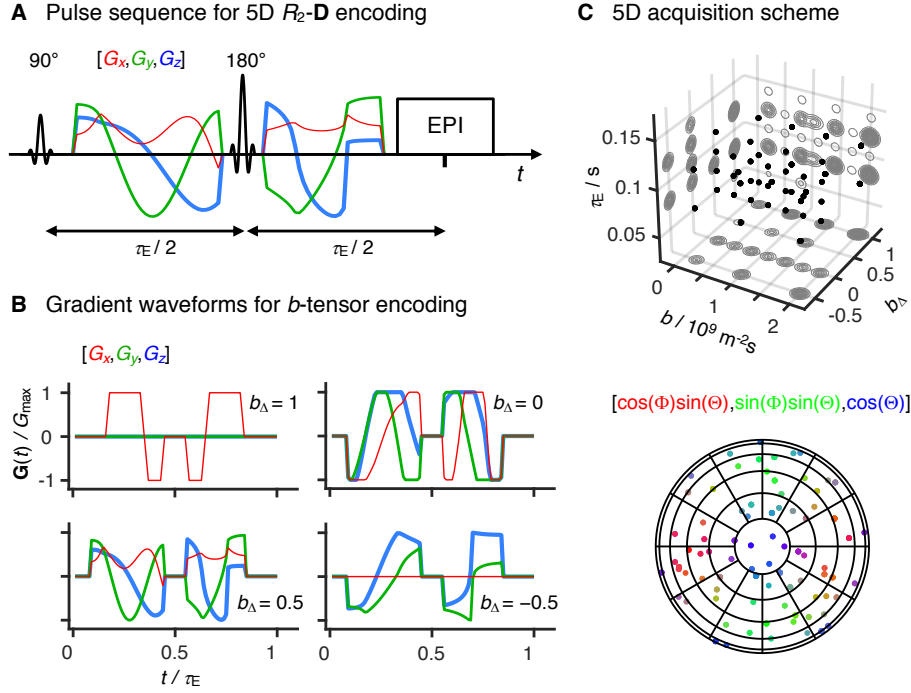 A Pulse sequence for 5D R₂-D encoding
90° [Gx,Gy,Gz] 180°
EPI
t
τE / 2 τE / 2
B Gradient waveforms for b-tensor encoding
[Gx,Gy,Gz]
G(t) / Gmax
1
0
-1
bΔ = 1
bΔ = 0
bΔ = 0.5
bΔ = −0.5
0 0.5 1
0 0.5 1
t / τE
C 5D acquisition scheme
τE / s
0.15
0.1
0.05
0 1 2
b / 10⁹ m⁻²s
-0.5 0 0.5 1
bΔ
[cos(Φ)sin(Θ),sin(Φ)sin(Θ),cos(Θ)]